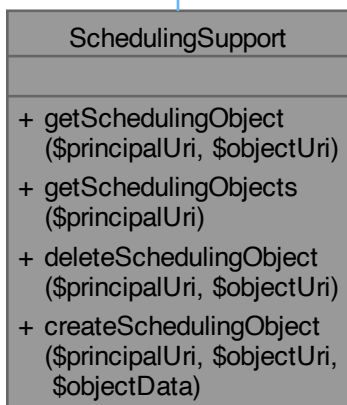 SchedulingSupport
+ getSchedulingObject
($principalUri, $objectUri)
+ getSchedulingObjects
($principalUri)
+ deleteSchedulingObject
($principalUri, $objectUri)
+ createSchedulingObject
($principalUri, $objectUri,
$objectData)